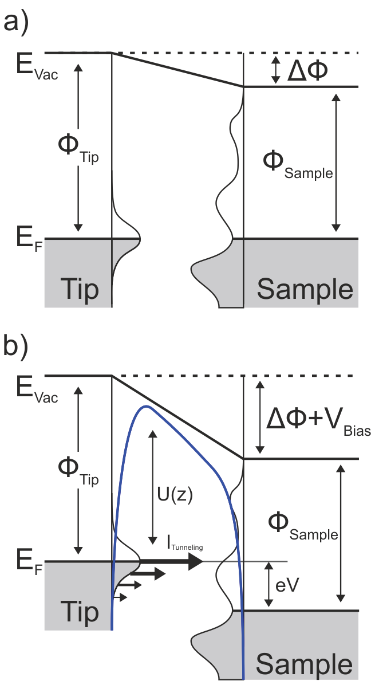 a)
E_Vac
ΔΦ
Φ_Tip
Φ_Sample
E_F
Tip
Sample
b)
E_Vac
ΔΦ+V_Bias
Φ_Tip
U(z)
Φ_Sample
I_Tunneling
E_F
eV
Tip
Sample